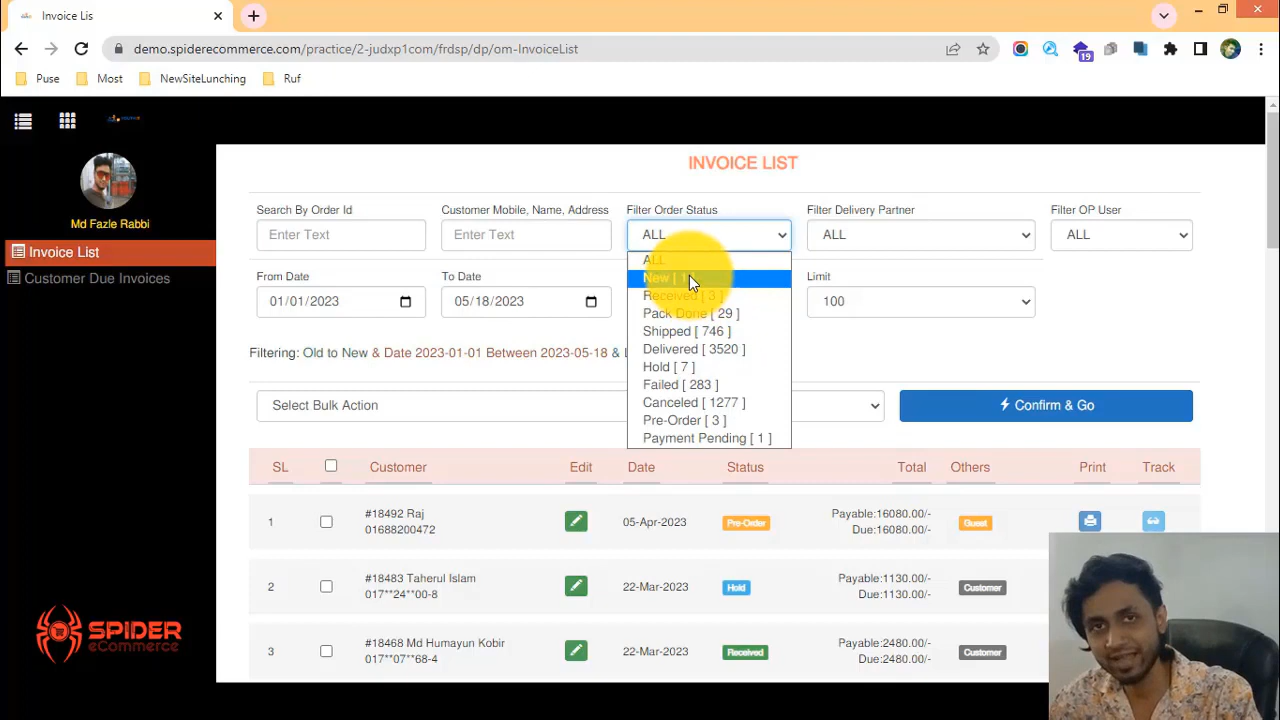 Invoice Lis
demo.spiderecommerce.com/practice/2-judxp1com/frdsp/dp/om-InvoiceList
19
Puse Most NewSiteLunching Ruf
Md Fazle Rabbi
Invoice List
Customer Due Invoices
SPIDER
eCommerce
INVOICE LIST
Search By Order Id Customer Mobile, Name, Address Filter Order Status Filter Delivery Partner Filter OP User
Enter Text Enter Text ALL ALL ALL
From Date To Date Limit
01/01/2023 05/18/2023 100
ALL
New [
Received [ 3 ]
Pack Done [ 29 ]
Shipped [ 746 ]
Delivered [ 3520 ]
Hold [ 7 ]
Failed [ 283 ]
Canceled [ 1277 ]
Pre-Order [ 3 ]
Payment Pending [ 1 ]
Filtering: Old to New & Date 2023-01-01 Between 2023-05-18 &
Select Bulk Action Confirm & Go
SL Customer Edit Date Status Total Others Print Track
1 #18492 Raj 05-Apr-2023 Pre-Order Payable:16080.00/- Guest
01688200472 Due:16080.00/-
2 #18483 Taherul Islam 22-Mar-2023 Hold Payable:1130.00/- Customer
017**24**00-8 Due:1130.00/-
3 #18468 Md Humayun Kobir 22-Mar-2023 Received Payable:2480.00/- Customer
017**07**68-4 Due:2480.00/-